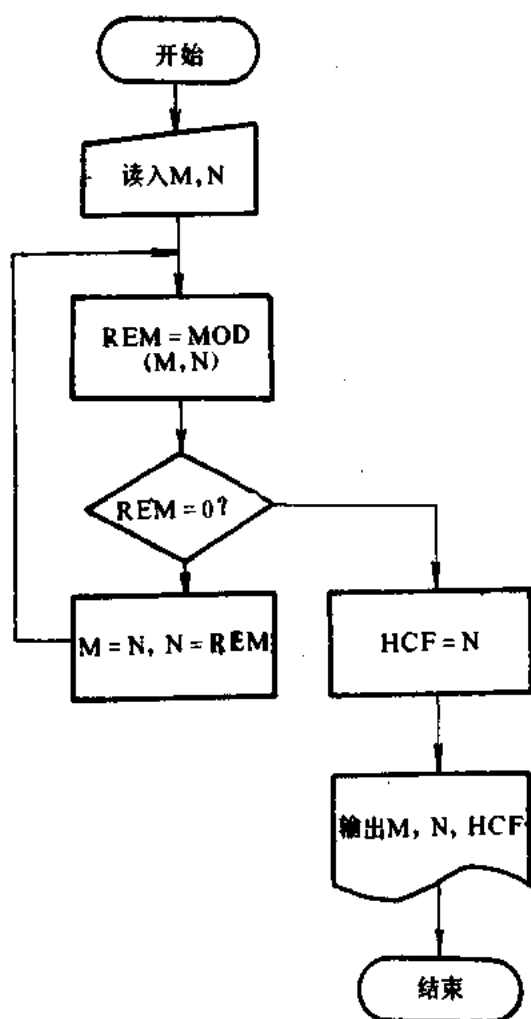 开始
读入M, N
REM = MOD
(M, N)
REM = 0?
M = N, N = REM
HCF = N
输出M, N, HCF
结束